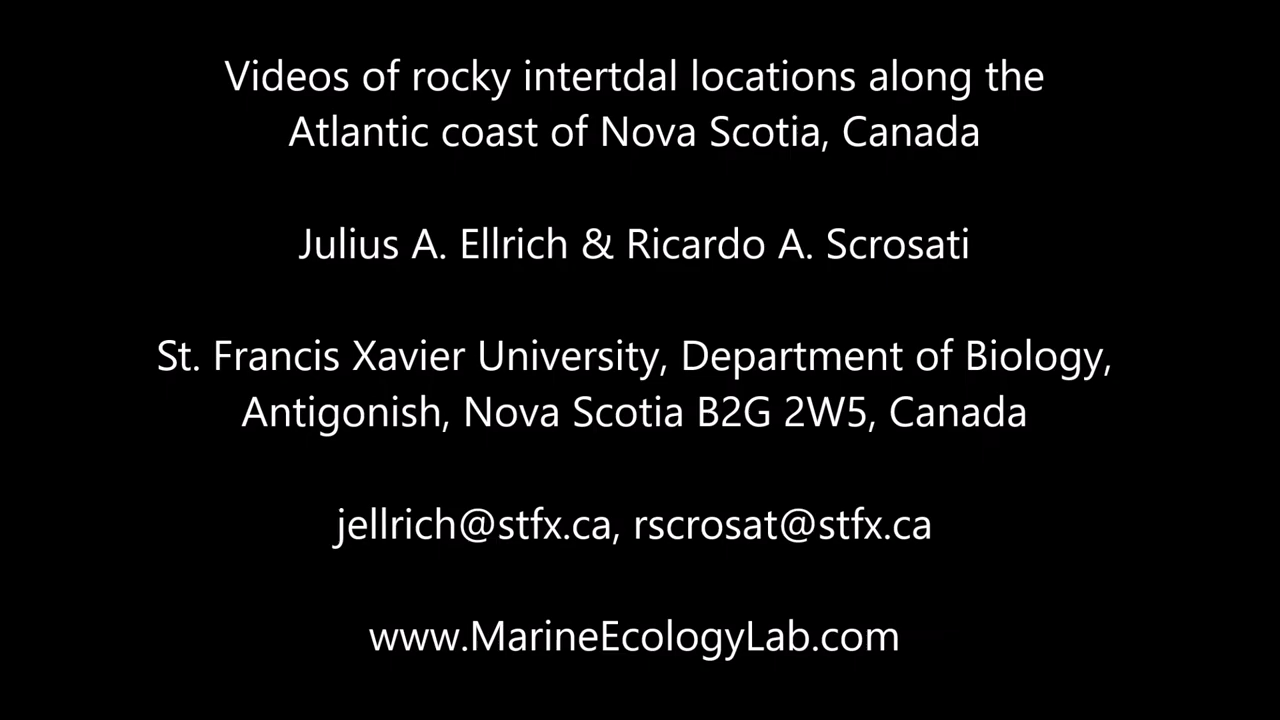 Videos of rocky intertdal locations along the
Atlantic coast of Nova Scotia, Canada
Julius A. Ellrich & Ricardo A. Scrosati
St. Francis Xavier University, Department of Biology,
Antigonish, Nova Scotia B2G 2W5, Canada
jellrich@stfx.ca, rscrosat@stfx.ca
www.MarineEcologyLab.com